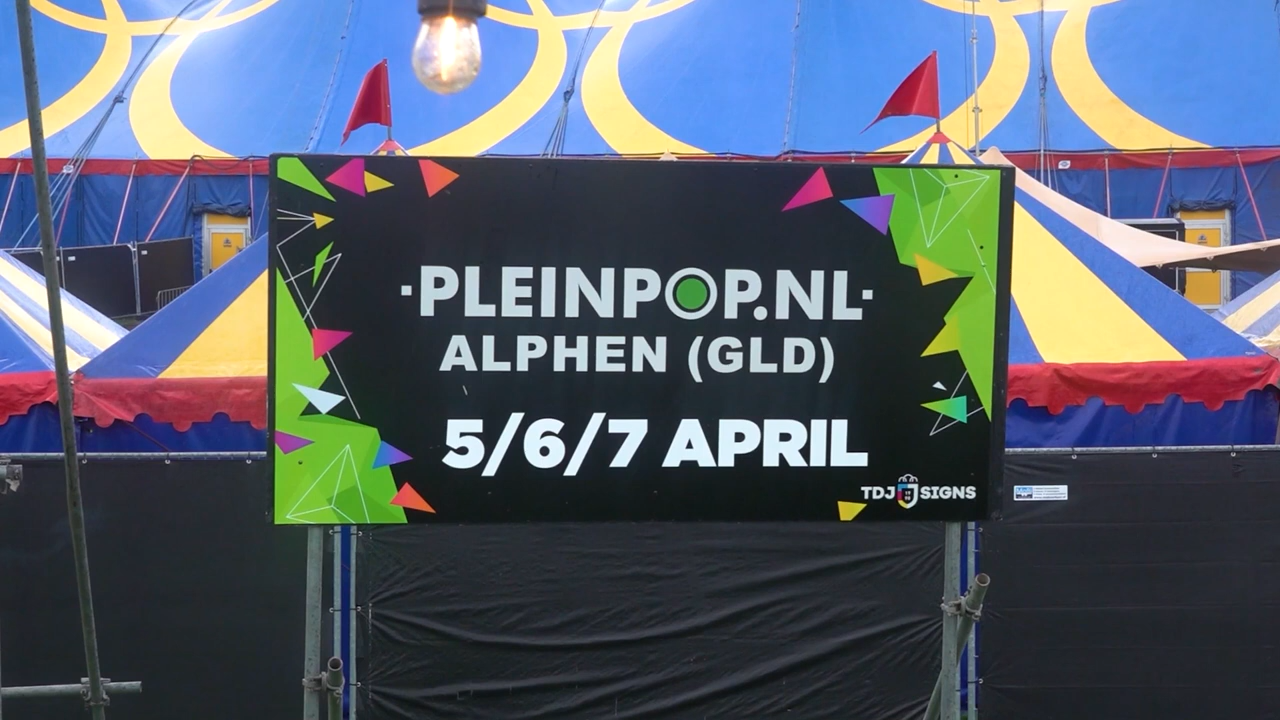 ·PLEINPOP.NL·
ALPHEN (GLD)
5/6/7 APRIL
TDJ SIGNS